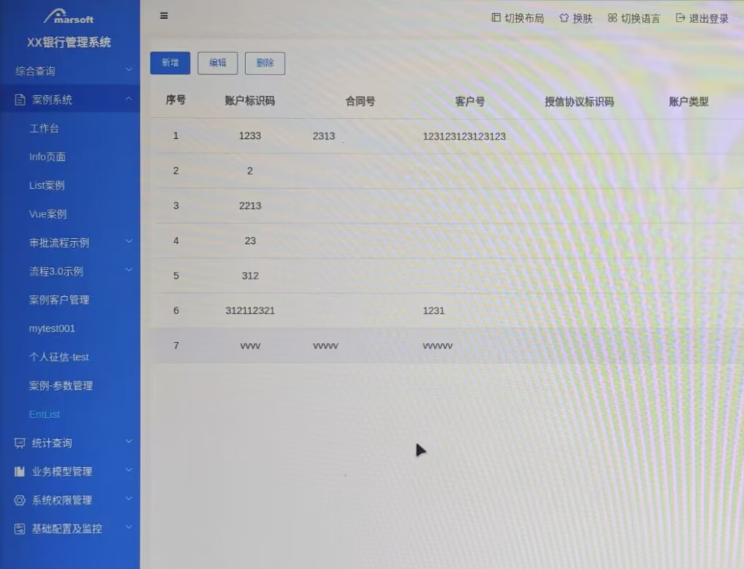 marsoft
XX银行管理系统
综合查询
案例系统
工作台
Info页面
List案例
Vue案例
审批流程示例
流程3.0示例
案例客户管理
mytest001
个人征信-test
案例-参数管理
EntList
统计查询
业务模型管理
系统权限管理
基础配置及监控
切换布局 换肤 切换语言 退出登录
新增 编辑 删除
序号 账户标识码 合同号 客户号 授信协议标识码 账户类型
1 1233 2313 123123123123123
2 2
3 2213
4 23
5 312
6 312112321 1231
7 vvvv vvvvv vvvvvv